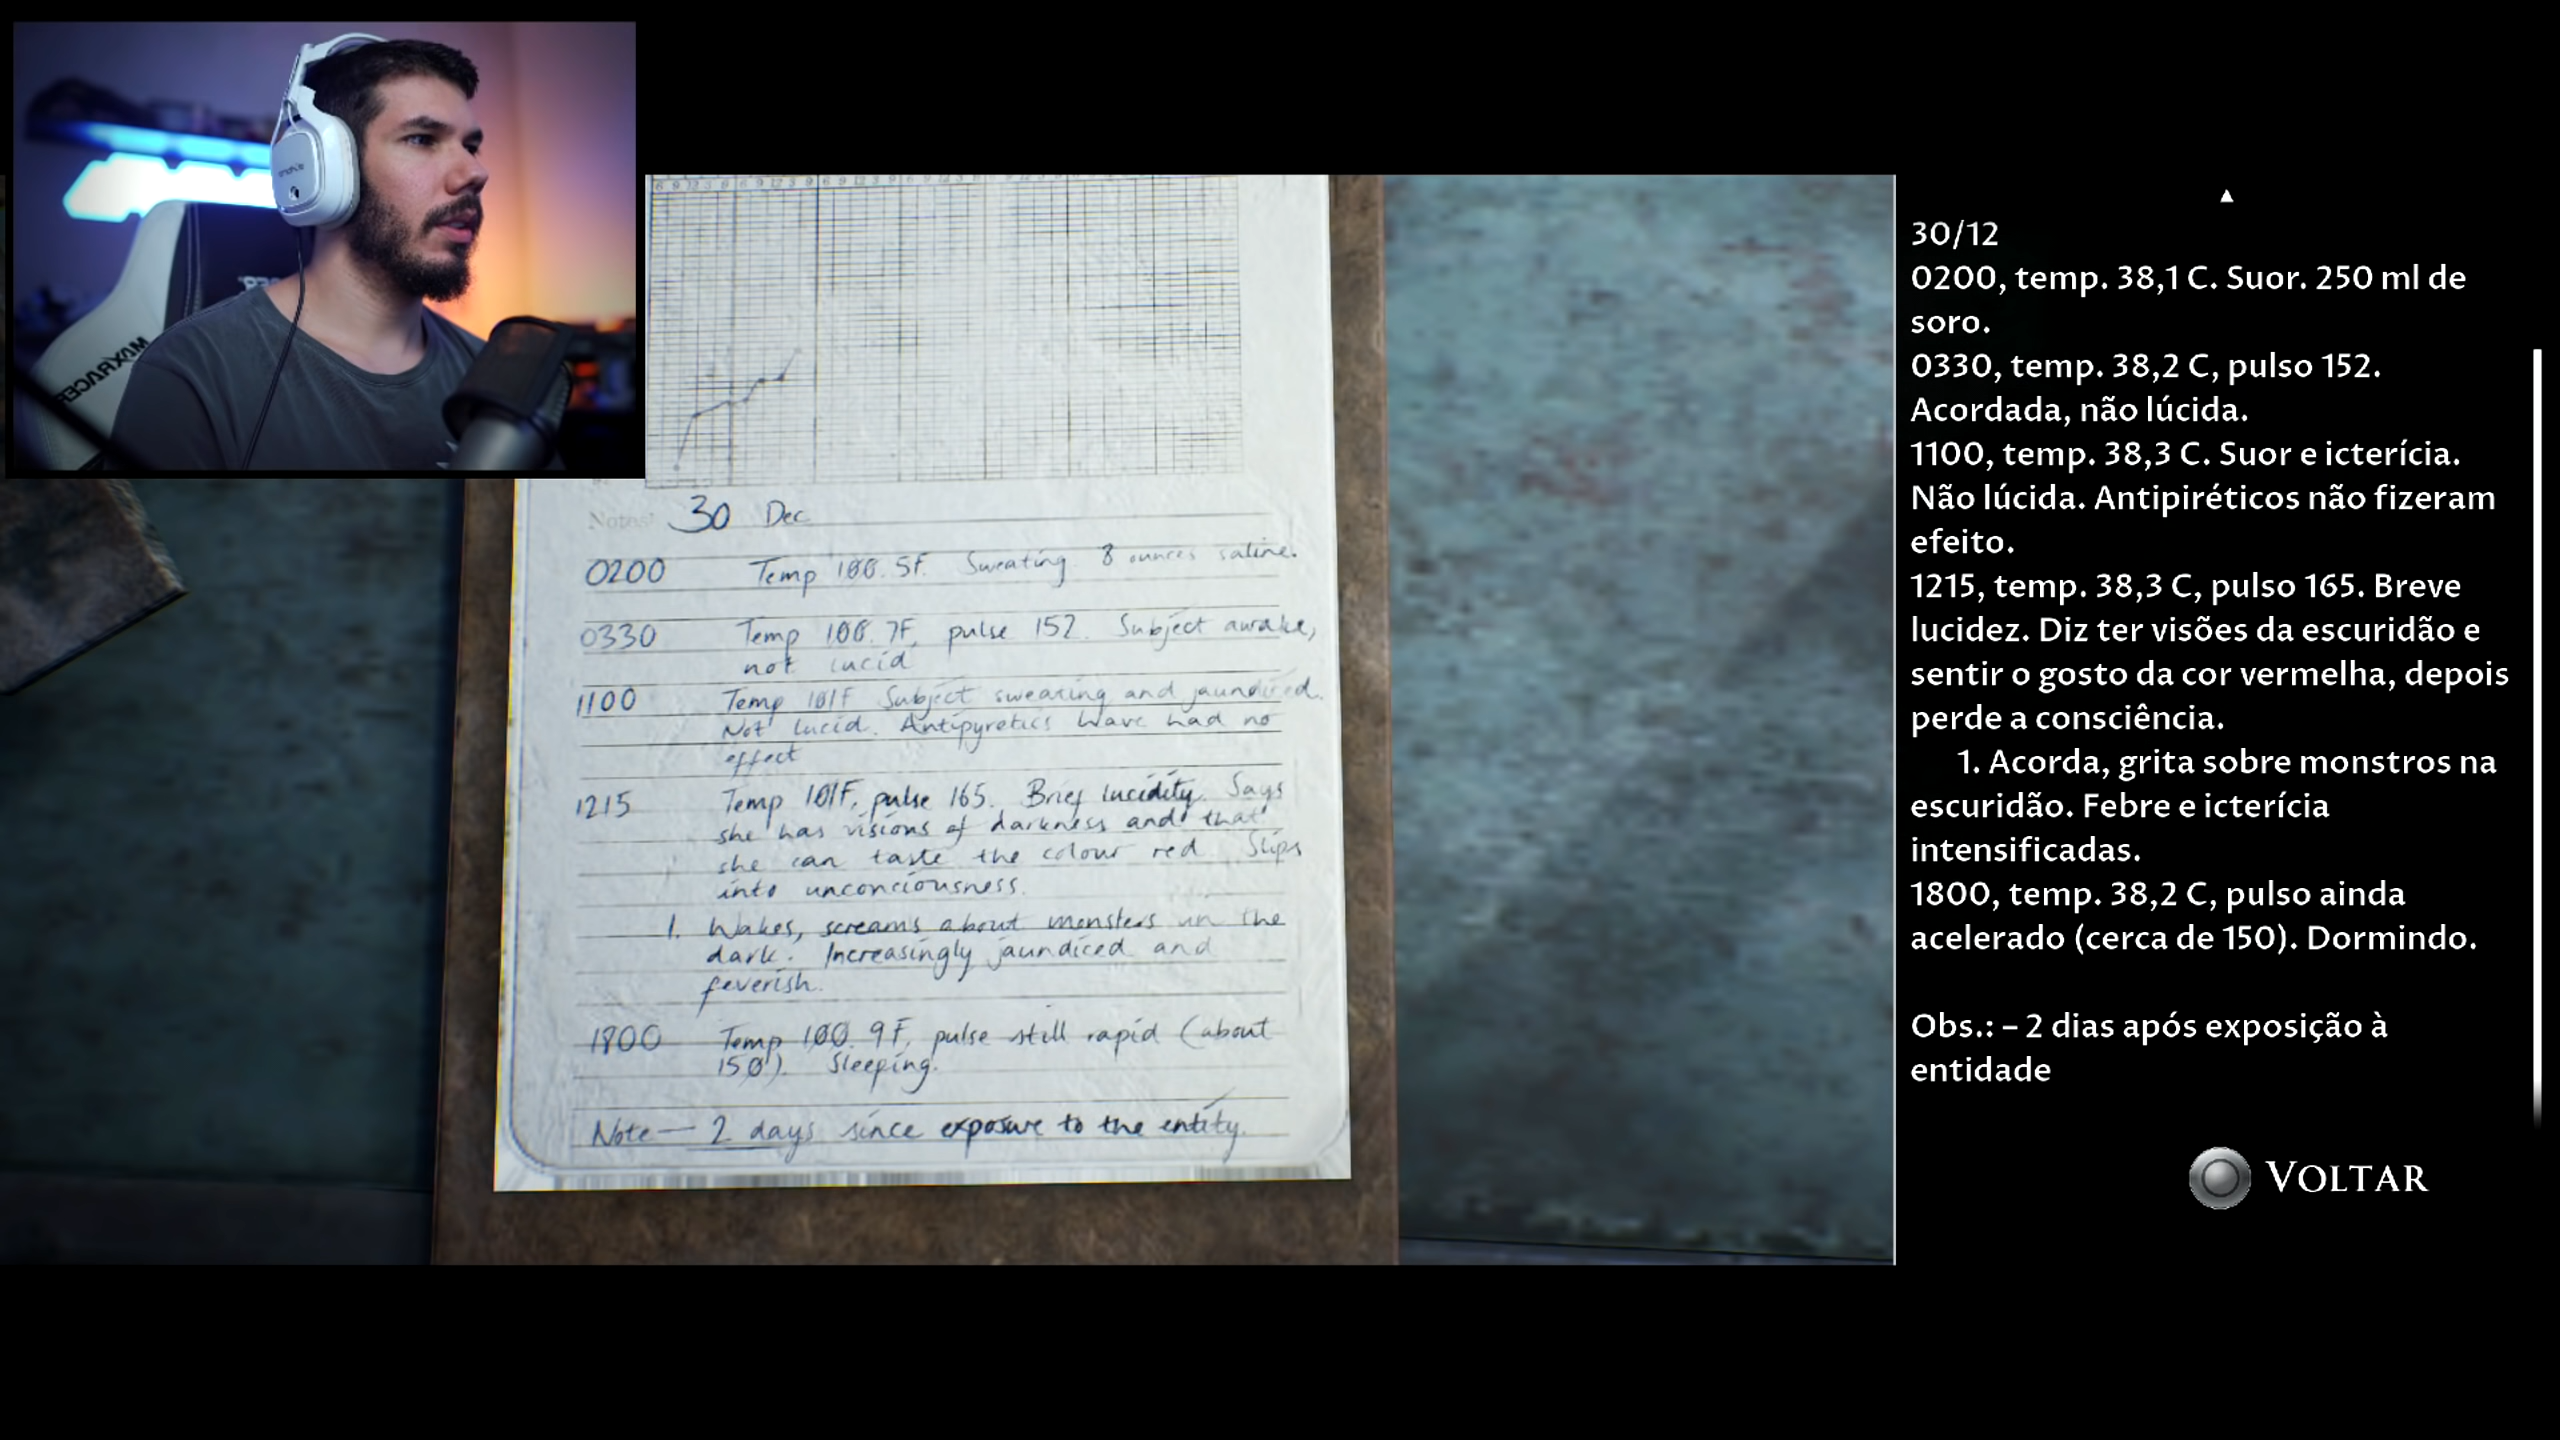 MAXRACER
Notes: 30 Dec
0200 Temp 100.5F. Sweating. 8 ounces saline.
0330 Temp 100.7F, pulse 152. Subject awake,
not lucid
1100 Temp 101F Subject sweating and jaundiced.
Not lucid. Antipyretics have had no
effect
1215 Temp 101F, pulse 165. Brief lucidity. Says
she has visions of darkness and that
she can taste the colour red. Slips
into unconciousness.
1. Wakes, screams about monsters in the
dark. Increasingly jaundiced and
feverish.
1800 Temp 100.9F, pulse still rapid (about
150). Sleeping.
Note — 2 days since exposure to the entity.
30/12
0200, temp. 38,1 C. Suor. 250 ml de
soro.
0330, temp. 38,2 C, pulso 152.
Acordada, não lúcida.
1100, temp. 38,3 C. Suor e icterícia.
Não lúcida. Antipiréticos não fizeram
efeito.
1215, temp. 38,3 C, pulso 165. Breve
lucidez. Diz ter visões da escuridão e
sentir o gosto da cor vermelha, depois
perde a consciência.
1. Acorda, grita sobre monstros na
escuridão. Febre e icterícia
intensificadas.
1800, temp. 38,2 C, pulso ainda
acelerado (cerca de 150). Dormindo.
Obs.: – 2 dias após exposição à
entidade
VOLTAR